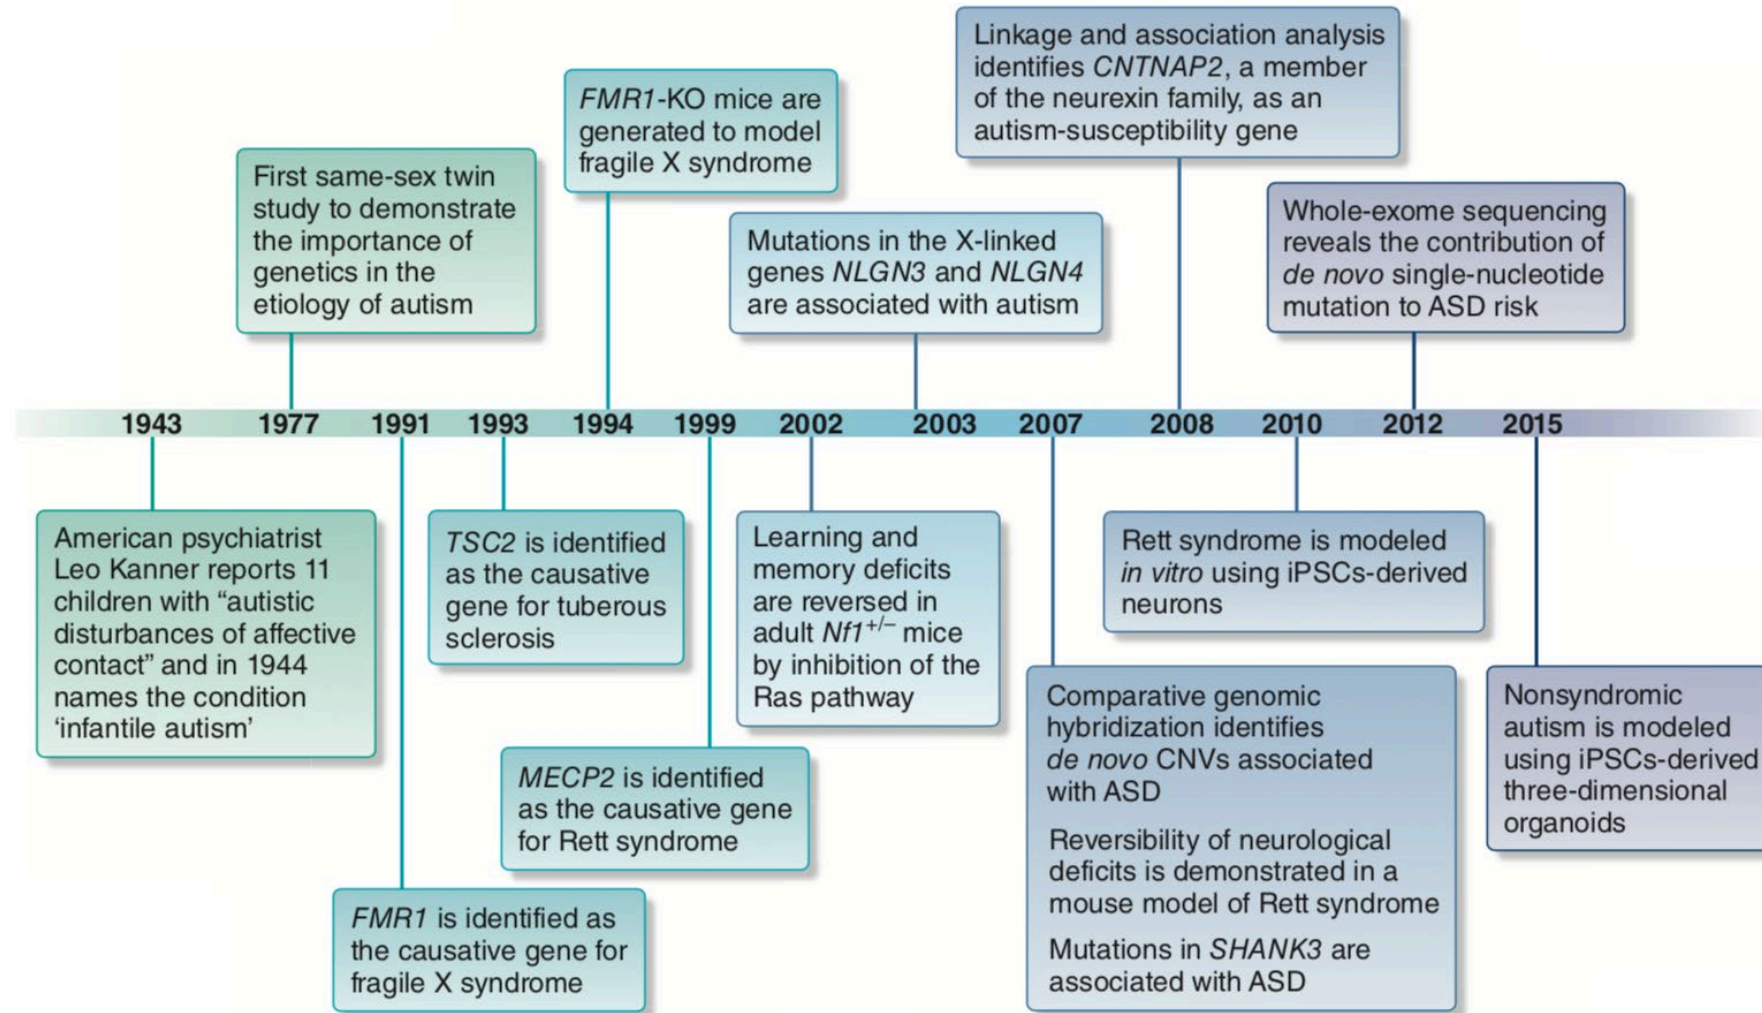 Linkage and association analysis
identifies CNTNAP2, a member
of the neurexin family, as an
autism-susceptibility gene
FMR1-KO mice are
generated to model
fragile X syndrome
First same-sex twin
study to demonstrate
the importance of
genetics in the
etiology of autism
Mutations in the X-linked
genes NLGN3 and NLGN4
are associated with autism
Whole-exome sequencing
reveals the contribution of
de novo single-nucleotide
mutation to ASD risk
1943 1977 1991 1993 1994 1999 2002 2003 2007 2008 2010 2012 2015
American psychiatrist
Leo Kanner reports 11
children with “autistic
disturbances of affective
contact” and in 1944
names the condition
‘infantile autism’
TSC2 is identified
as the causative
gene for tuberous
sclerosis
Learning and
memory deficits
are reversed in
adult Nf1+/– mice
by inhibition of the
Ras pathway
Rett syndrome is modeled
in vitro using iPSCs-derived
neurons
Comparative genomic
hybridization identifies
de novo CNVs associated
with ASD
Reversibility of neurological
deficits is demonstrated in a
mouse model of Rett syndrome
Mutations in SHANK3 are
associated with ASD
Nonsyndromic
autism is modeled
using iPSCs-derived
three-dimensional
organoids
MECP2 is identified
as the causative gene
for Rett syndrome
FMR1 is identified as
the causative gene for
fragile X syndrome